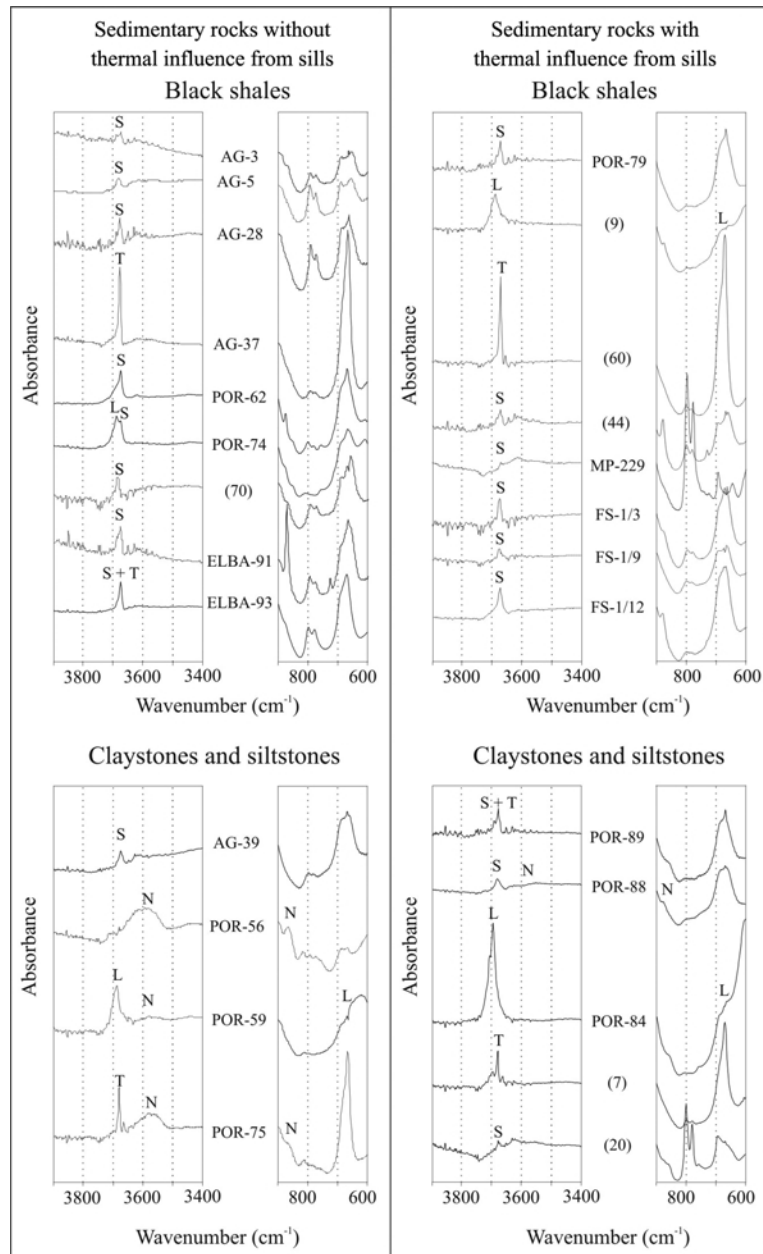 Sedimentary rocks without
thermal influence from sills
Black shales
S
AG-3
S
AG-5
S
AG-28
T
AG-37
S
POR-62
L S
POR-74
S
(70)
S
ELBA-91
S + T
ELBA-93
Absorbance
3800 3600 3400 800 600
Wavenumber (cm-1)
Claystones and siltstones
S
AG-39
N N
POR-56
L N L
POR-59
T N N
POR-75
Absorbance
3800 3600 3400 800 600
Wavenumber (cm-1)
Sedimentary rocks with
thermal influence from sills
Black shales
S
POR-79
L L
(9)
T
(60)
S
(44)
S
MP-229
S
FS-1/3
S
FS-1/9
S
FS-1/12
Absorbance
3800 3600 3400 800 600
Wavenumber (cm-1)
Claystones and siltstones
S + T
POR-89
S N N
POR-88
L L
POR-84
T
(7)
S
(20)
Absorbance
3800 3600 3400 800 600
Wavenumber (cm-1)